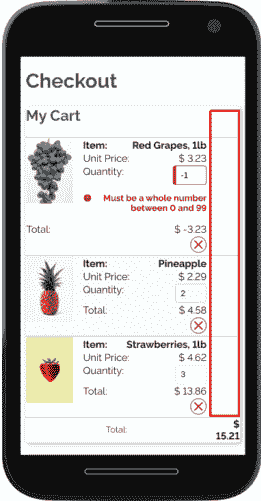 Checkout
My Cart
Item: Red Grapes, 1lb
Unit Price: $ 3.23
Quantity: -1
Must be a whole number
between 0 and 99
Total: $ -3.23
Item: Pineapple
Unit Price: $ 2.29
Quantity: 2
Total: $ 4.58
Item: Strawberries, 1lb
Unit Price: $ 4.62
Quantity: 3
Total: $ 13.86
Total: $
15.21